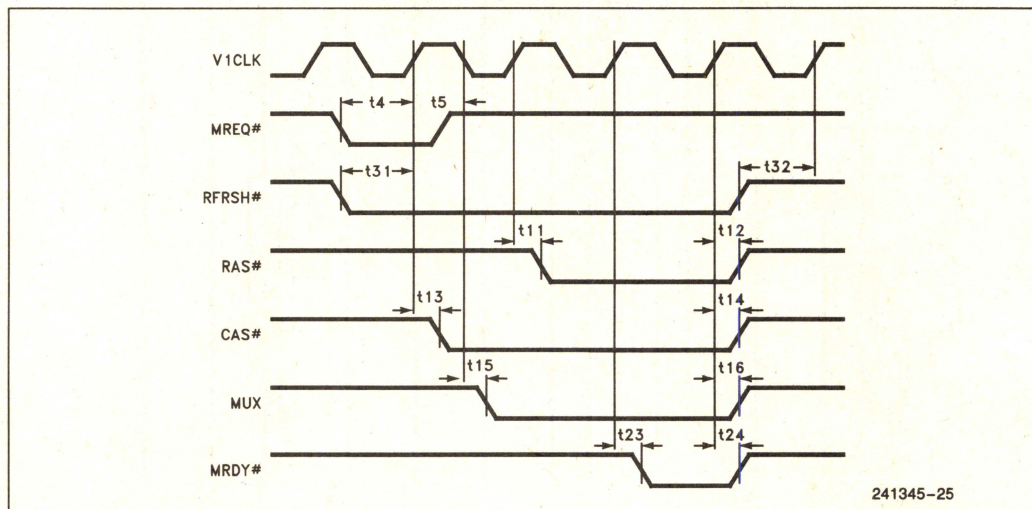 V1CLK
t4 t5
MREQ#
t31 t32
RFRSH#
t11 t12
RAS#
t13 t14
CAS#
t15 t16
MUX
t23 t24
MRDY#
241345-25